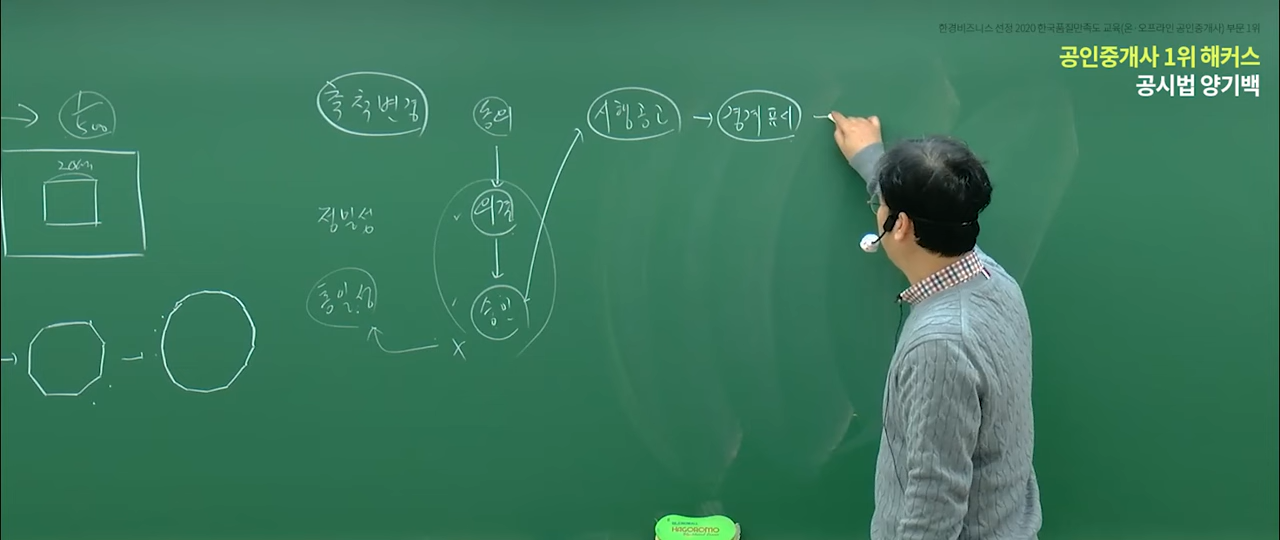 한경비즈니스 선정 2020 한국품질만족도 교육(온·오프라인 공인중개사) 부문 1위
공인중개사 1위 해커스
공시법 양기백
1/500
축척변경
동의
시행공고
경계표시
20cm
의결
정밀성
통일성
승인
X
HAGOROMO